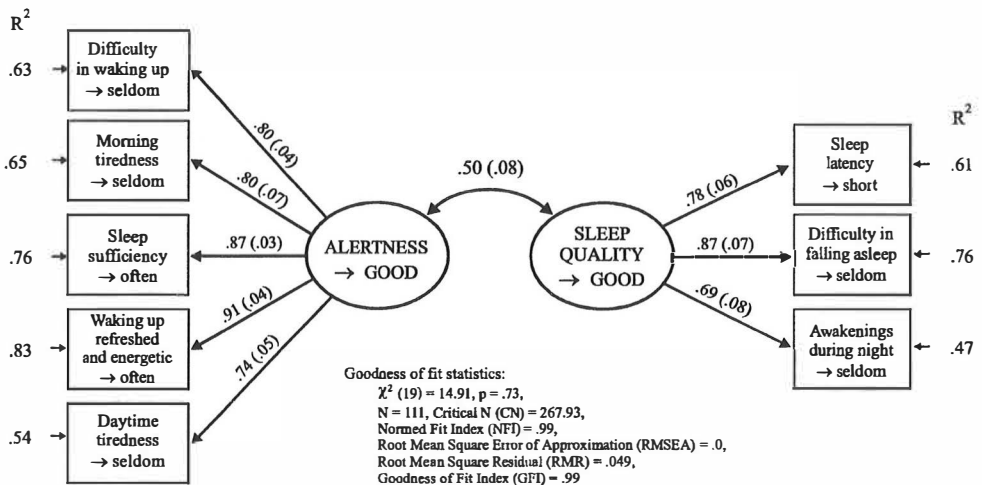 R²
.63
Difficulty
in waking up
→ seldom
.65
Morning
tiredness
→ seldom
.76
Sleep
sufficiency
→ often
.83
Waking up
refreshed
and energetic
→ often
.54
Daytime
tiredness
→ seldom
.80 (.04)
.80 (.07)
.87 (.03)
.91 (.04)
.74 (.05)
ALERTNESS
→ GOOD
.50 (.08)
SLEEP
QUALITY
→ GOOD
.78 (.06)
.87 (.07)
.69 (.08)
R²
Sleep
latency
→ short
.61
Difficulty in
falling asleep
→ seldom
.76
Awakenings
during night
→ seldom
.47
Goodness of fit statistics:
χ² (19) = 14.91, p = .73,
N = 111, Critical N (CN) = 267.93,
Normed Fit Index (NFI) = .99,
Root Mean Square Error of Approximation (RMSEA) = .0,
Root Mean Square Residual (RMR) = .049,
Goodness of Fit Index (GFI) = .99